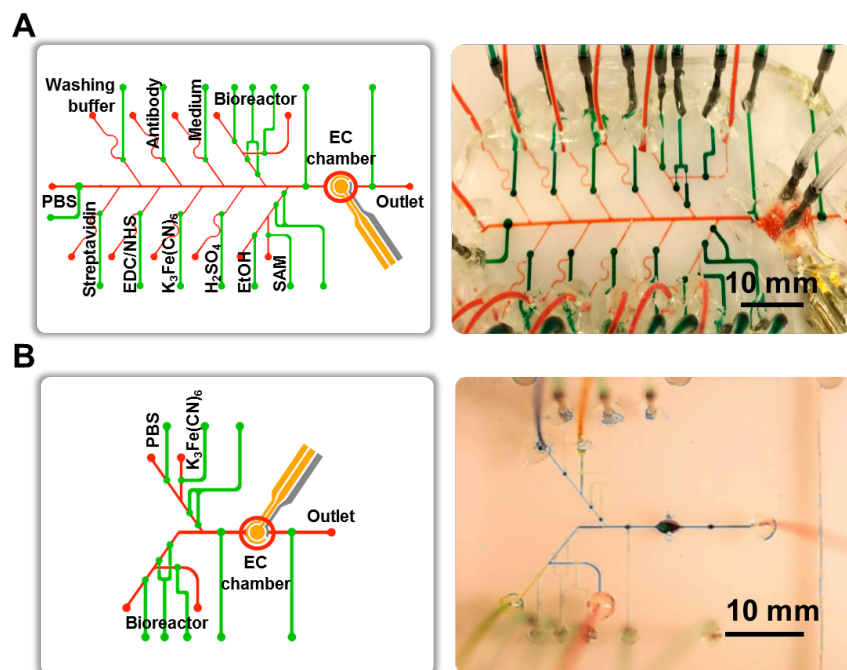 A
Washing
buffer
Antibody
Medium
Bioreactor
EC
chamber
PBS
Outlet
Streptavidin
EDC/NHS
K₃Fe(CN)₆
H₂SO₄
EtOH
SAM
10 mm
B
PBS
K₃Fe(CN)₆
Outlet
EC
chamber
Bioreactor
10 mm